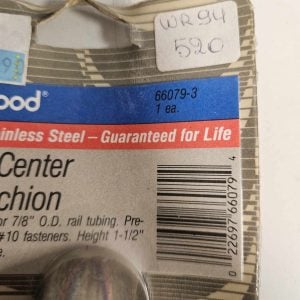 WR94
520
9
ood®
66079-3
1 ea.
inless Steel – Guaranteed for Life
Center
chion
or 7/8" O.D. rail tubing. Pre-
#10 fasteners. Height 1-1/2"
e.
0 22697 66079 4